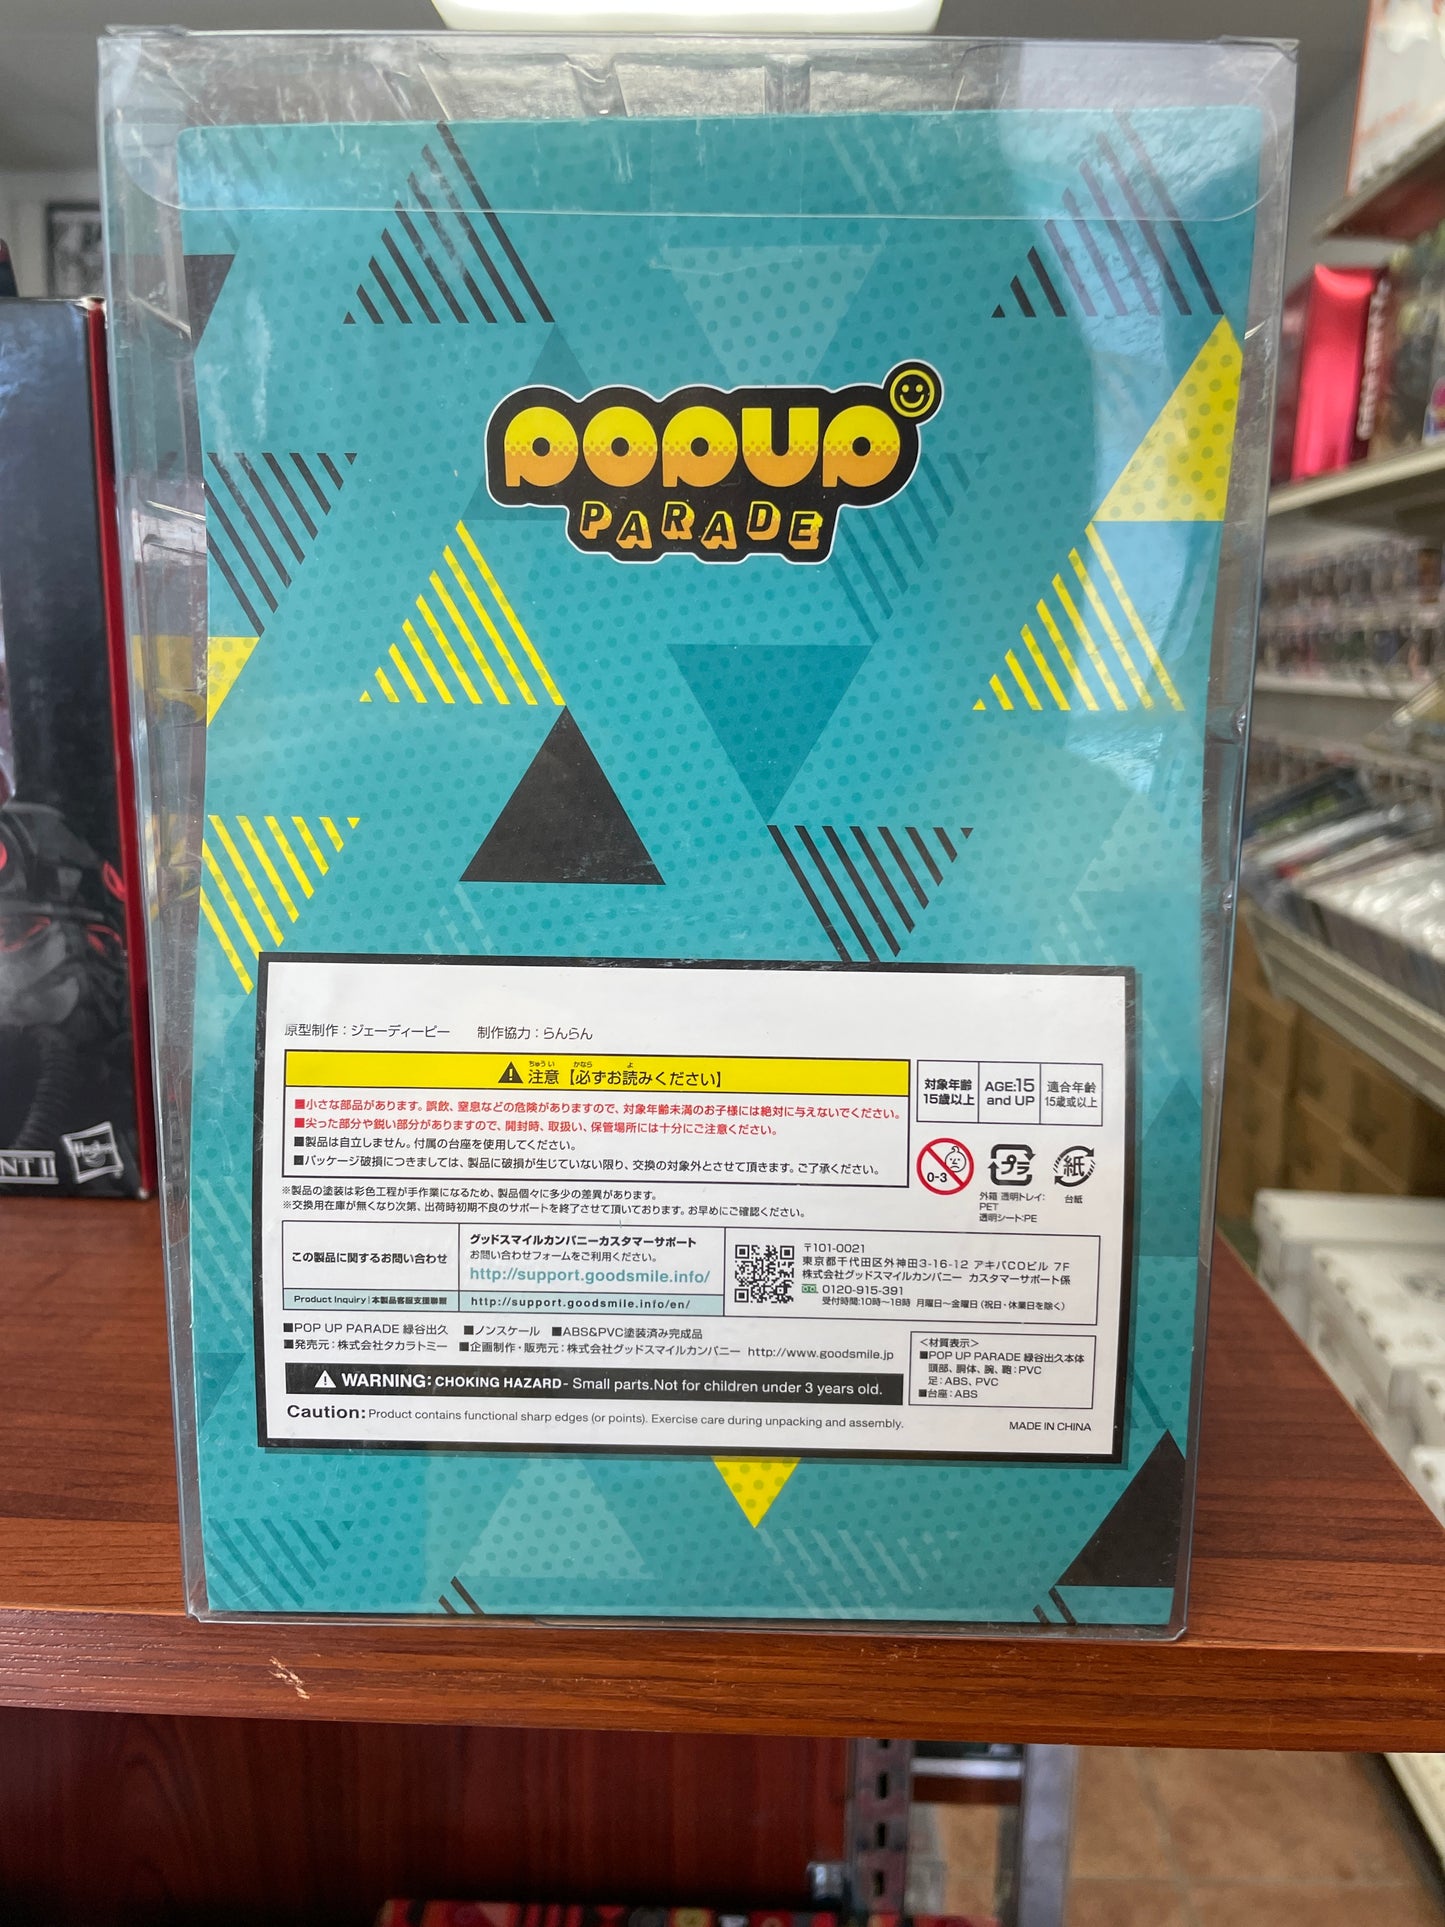 POPUP
PARADE
原型制作：ジェーディーピー　制作協力：らんらん
ちゅうい　かなら　よ
注意【必ずお読みください】
■小さな部品があります。誤飲、窒息などの危険がありますので、対象年齢未満のお子様には絶対に与えないでください。
■尖った部分や鋭い部分がありますので、開封時、取扱い、保管場所には十分にご注意ください。
■製品は自立しません。付属の台座を使用してください。
■パッケージ破損につきましては、製品に破損が生じていない限り、交換の対象外とさせて頂きます。ご了承ください。
対象年齢
15歳以上
AGE:15
and UP
適合年齢
15歳或以上
0-3
プラ
紙
外箱 透明トレイ:
PET
透明シート:PE
台紙
※製品の塗装は彩色工程が手作業になるため、製品個々に多少の差異があります。
※交換用在庫が無くなり次第、出荷時初期不良のサポートを終了させて頂いております。お早めにご確認ください。
この製品に関するお問い合わせ
グッドスマイルカンパニーカスタマーサポート
お問い合わせフォームをご利用ください。
http://support.goodsmile.info/
Product Inquiry | 本製品客服支援聯繫
http://support.goodsmile.info/en/
〒101-0021
東京都千代田区外神田3-16-12 アキバCOビル 7F
株式会社グッドスマイルカンパニー カスタマーサポート係
0120-915-391
受付時間:10時〜18時 月曜日〜金曜日（祝日・休業日を除く）
■POP UP PARADE 緑谷出久　■ノンスケール　■ABS&PVC塗装済み完成品
■発売元：株式会社タカラトミー　■企画制作・販売元：株式会社グッドスマイルカンパニー　http://www.goodsmile.jp
＜材質表示＞
■POP UP PARADE 緑谷出久本体
頭部、胴体、腕、鞄：PVC
足：ABS、PVC
■台座：ABS
WARNING: CHOKING HAZARD- Small parts.Not for children under 3 years old.
Caution: Product contains functional sharp edges (or points). Exercise care during unpacking and assembly.
MADE IN CHINA
NT II
Hasbro